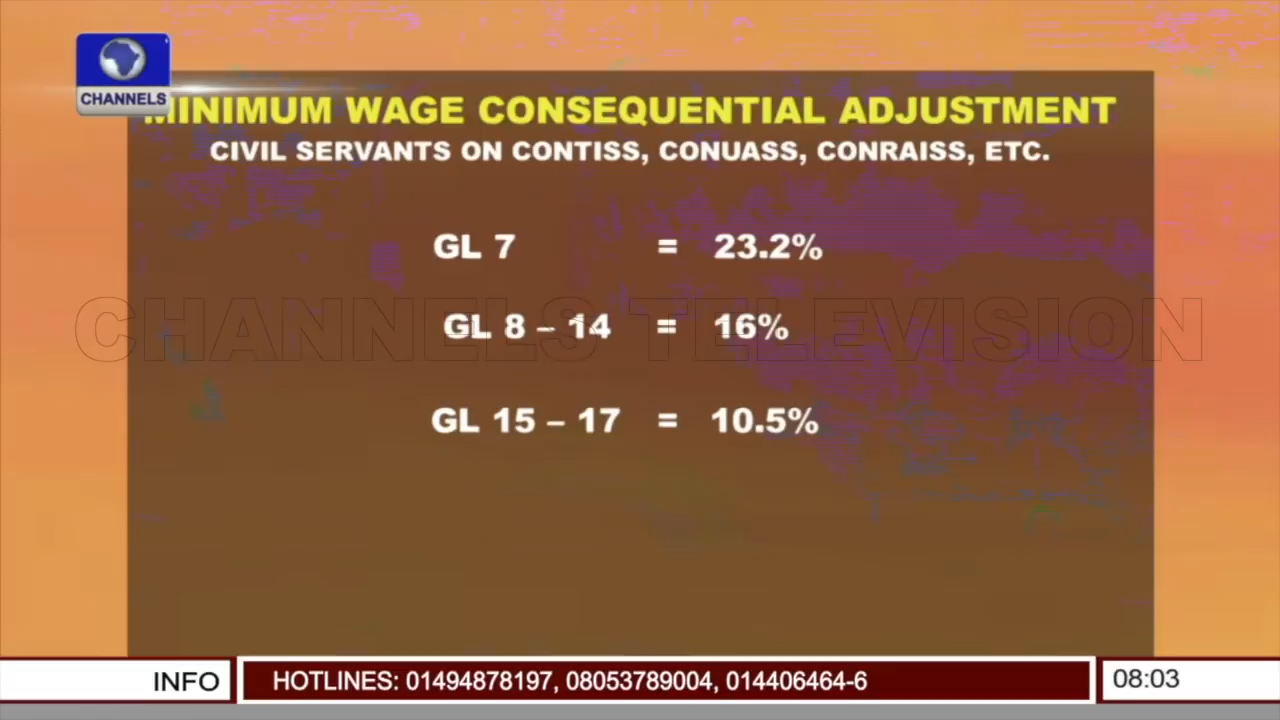 CHANNELS
MINIMUM WAGE CONSEQUENTIAL ADJUSTMENT
CIVIL SERVANTS ON CONTISS, CONUASS, CONRAISS, ETC.
GL 7 = 23.2%
CHANNELS TELEVISION
GL 8 – 14 = 16%
GL 15 – 17 = 10.5%
INFO HOTLINES: 01494878197, 08053789004, 014406464-6 08:03